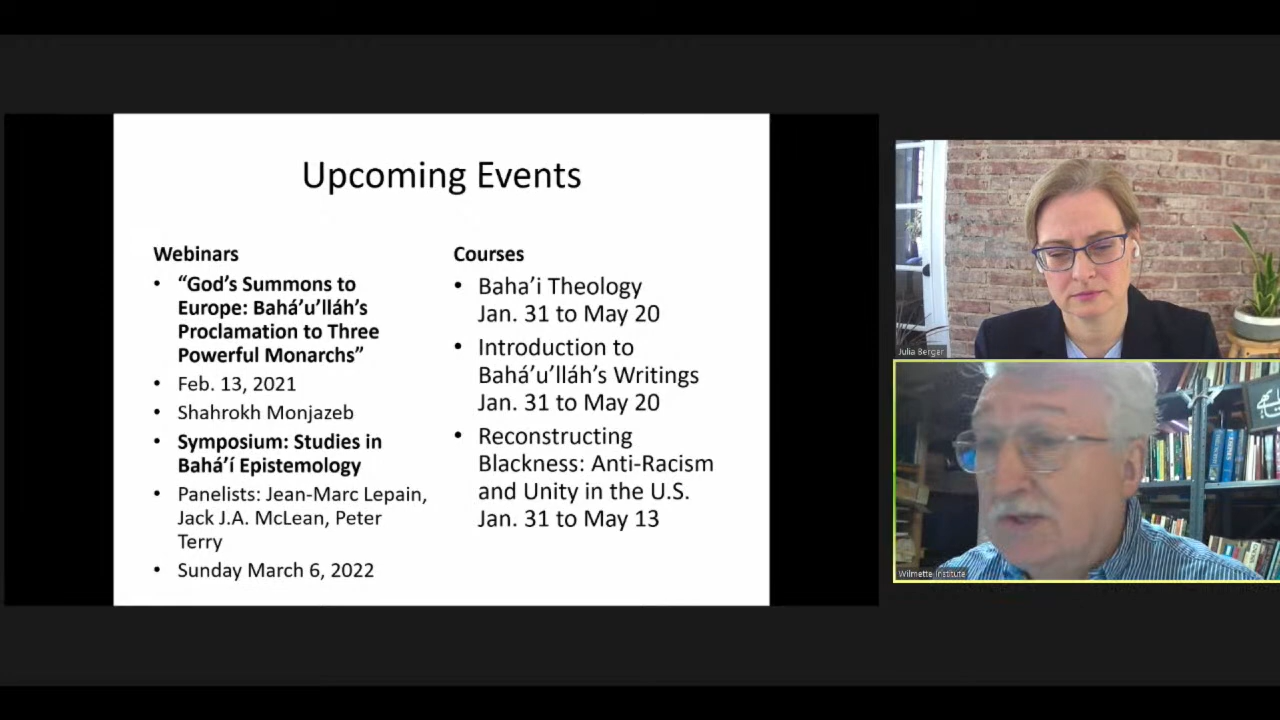 Upcoming Events
Webinars
• “God’s Summons to
Europe: Bahá’u’lláh’s
Proclamation to Three
Powerful Monarchs”
• Feb. 13, 2021
• Shahrokh Monjazeb
• Symposium: Studies in
Bahá’í Epistemology
• Panelists: Jean-Marc Lepain,
Jack J.A. McLean, Peter
Terry
• Sunday March 6, 2022
Courses
• Baha’i Theology
Jan. 31 to May 20
• Introduction to
Bahá’u’lláh’s Writings
Jan. 31 to May 20
• Reconstructing
Blackness: Anti-Racism
and Unity in the U.S.
Jan. 31 to May 13
Julia Berger
Wilmette Institute